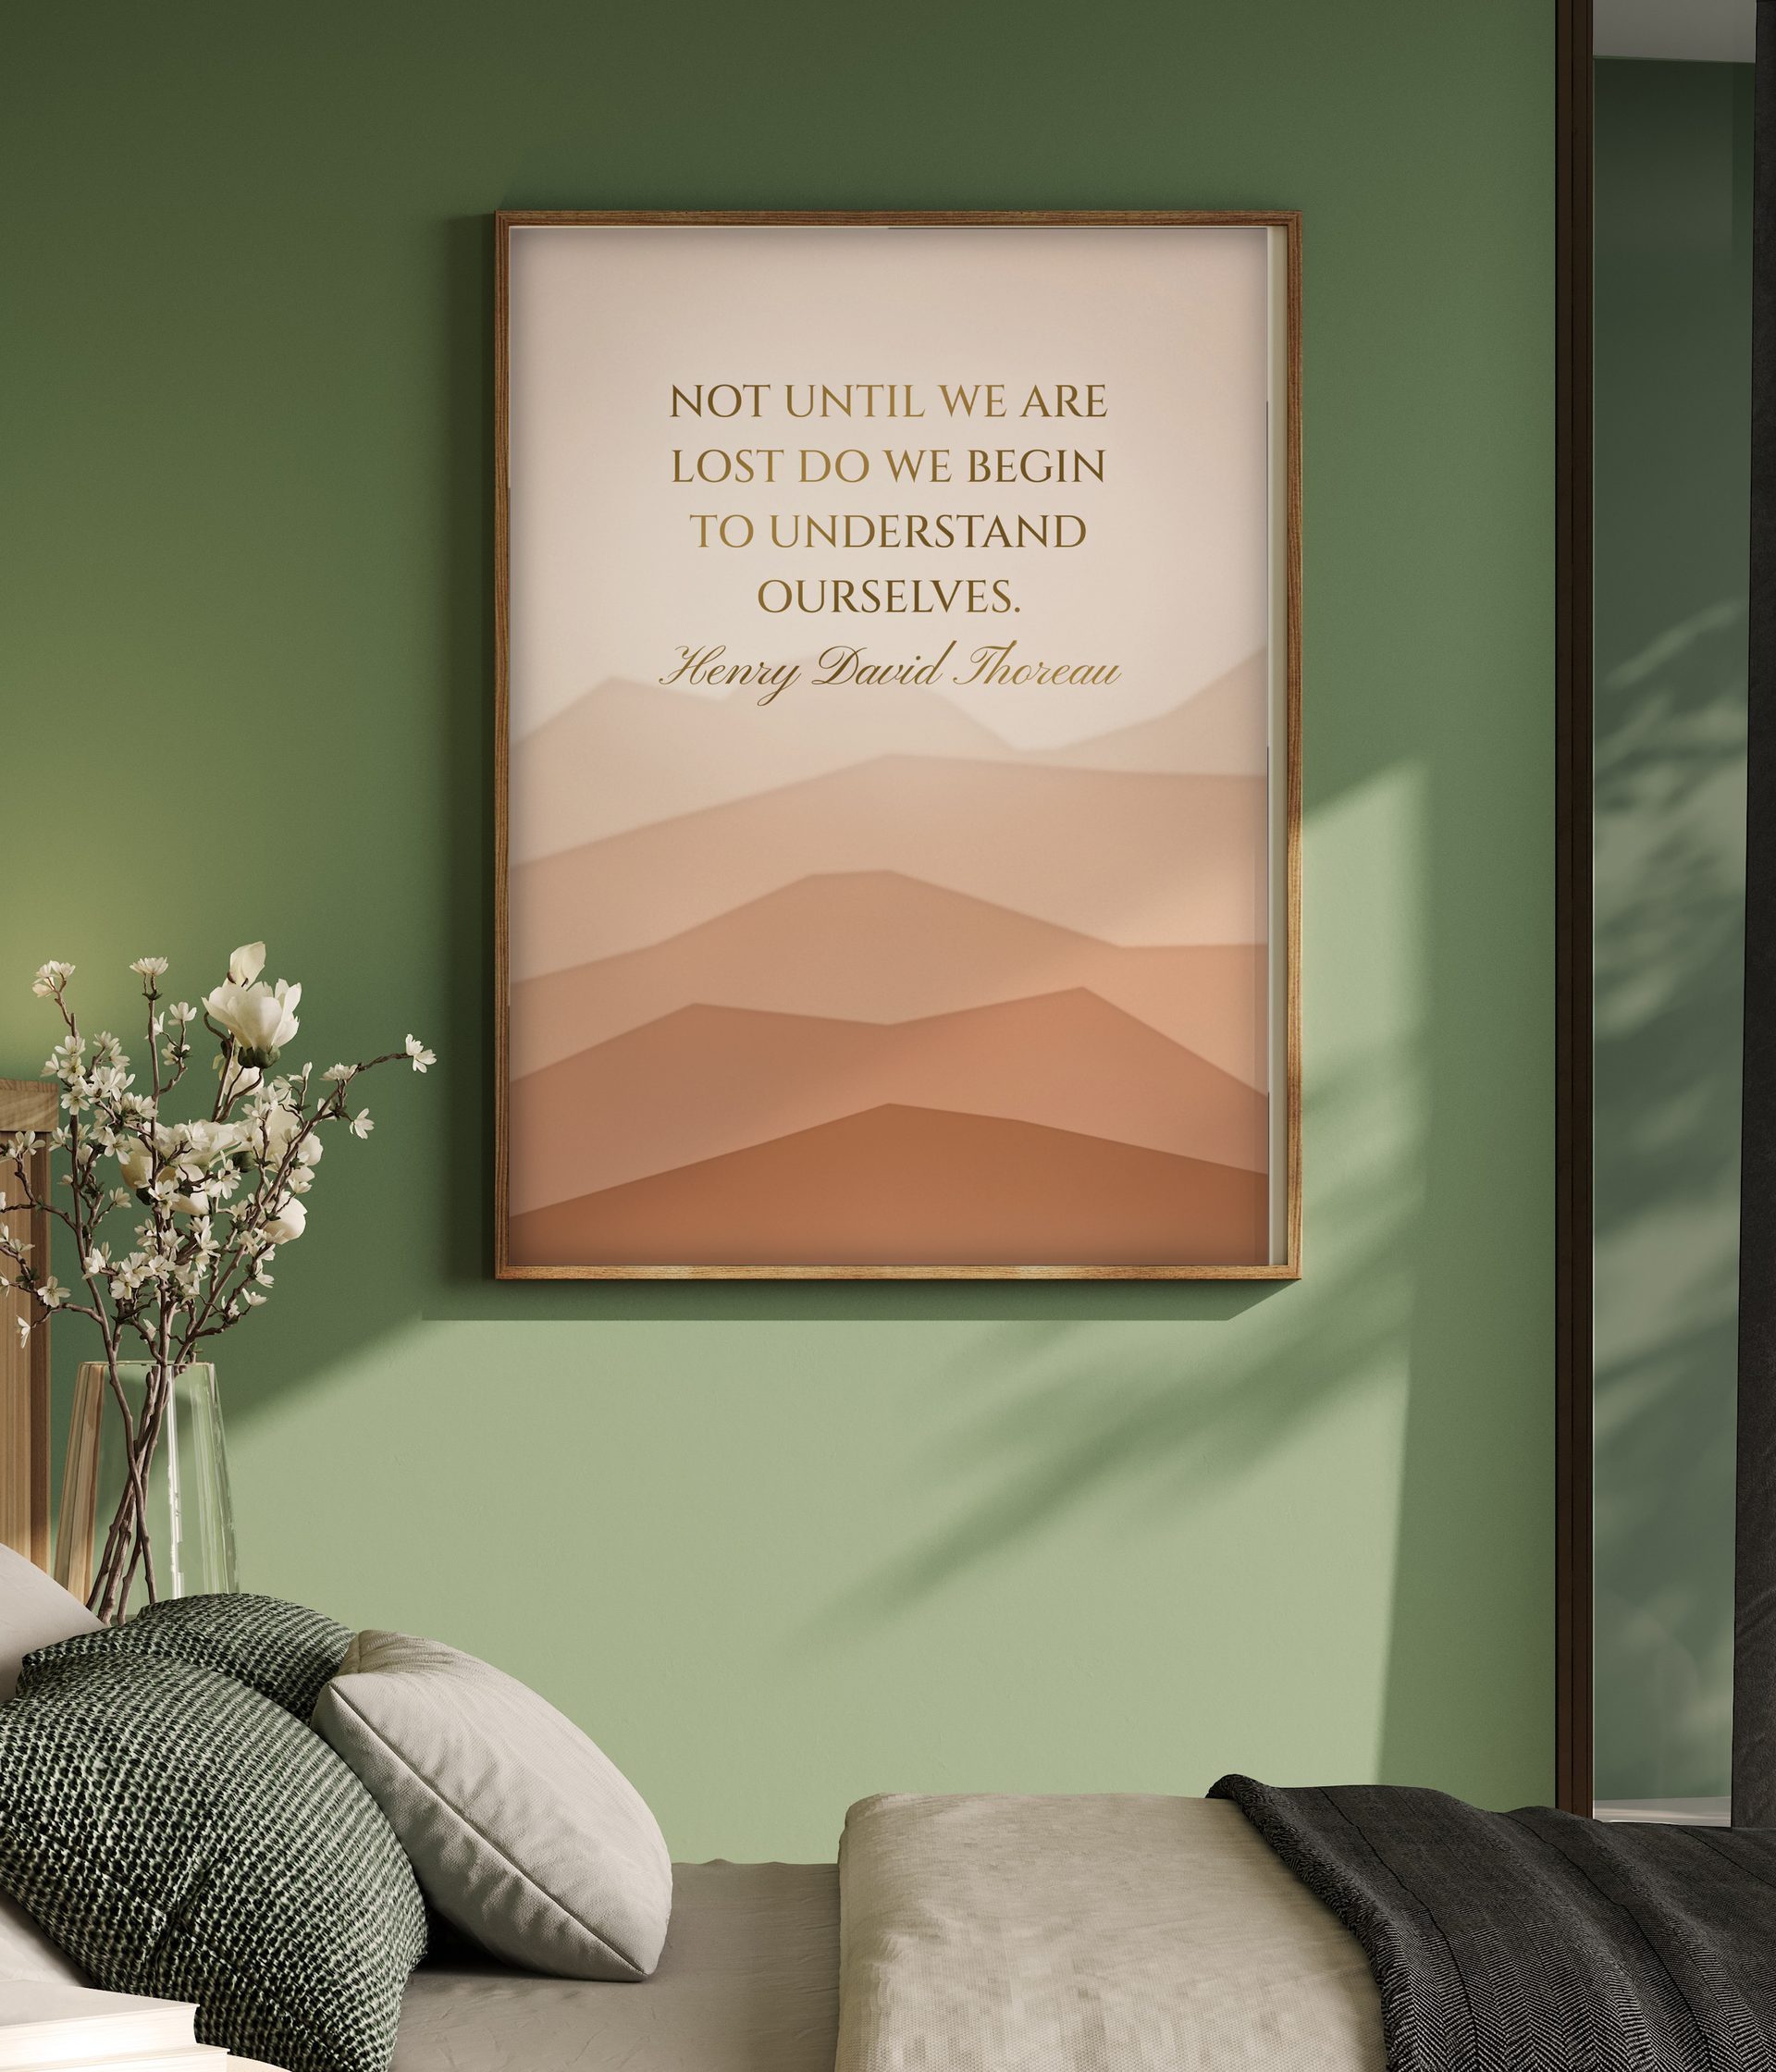 NOT UNTIL WE ARE
LOST DO WE BEGIN
TO UNDERSTAND
OURSELVES.
Henry David Thoreau